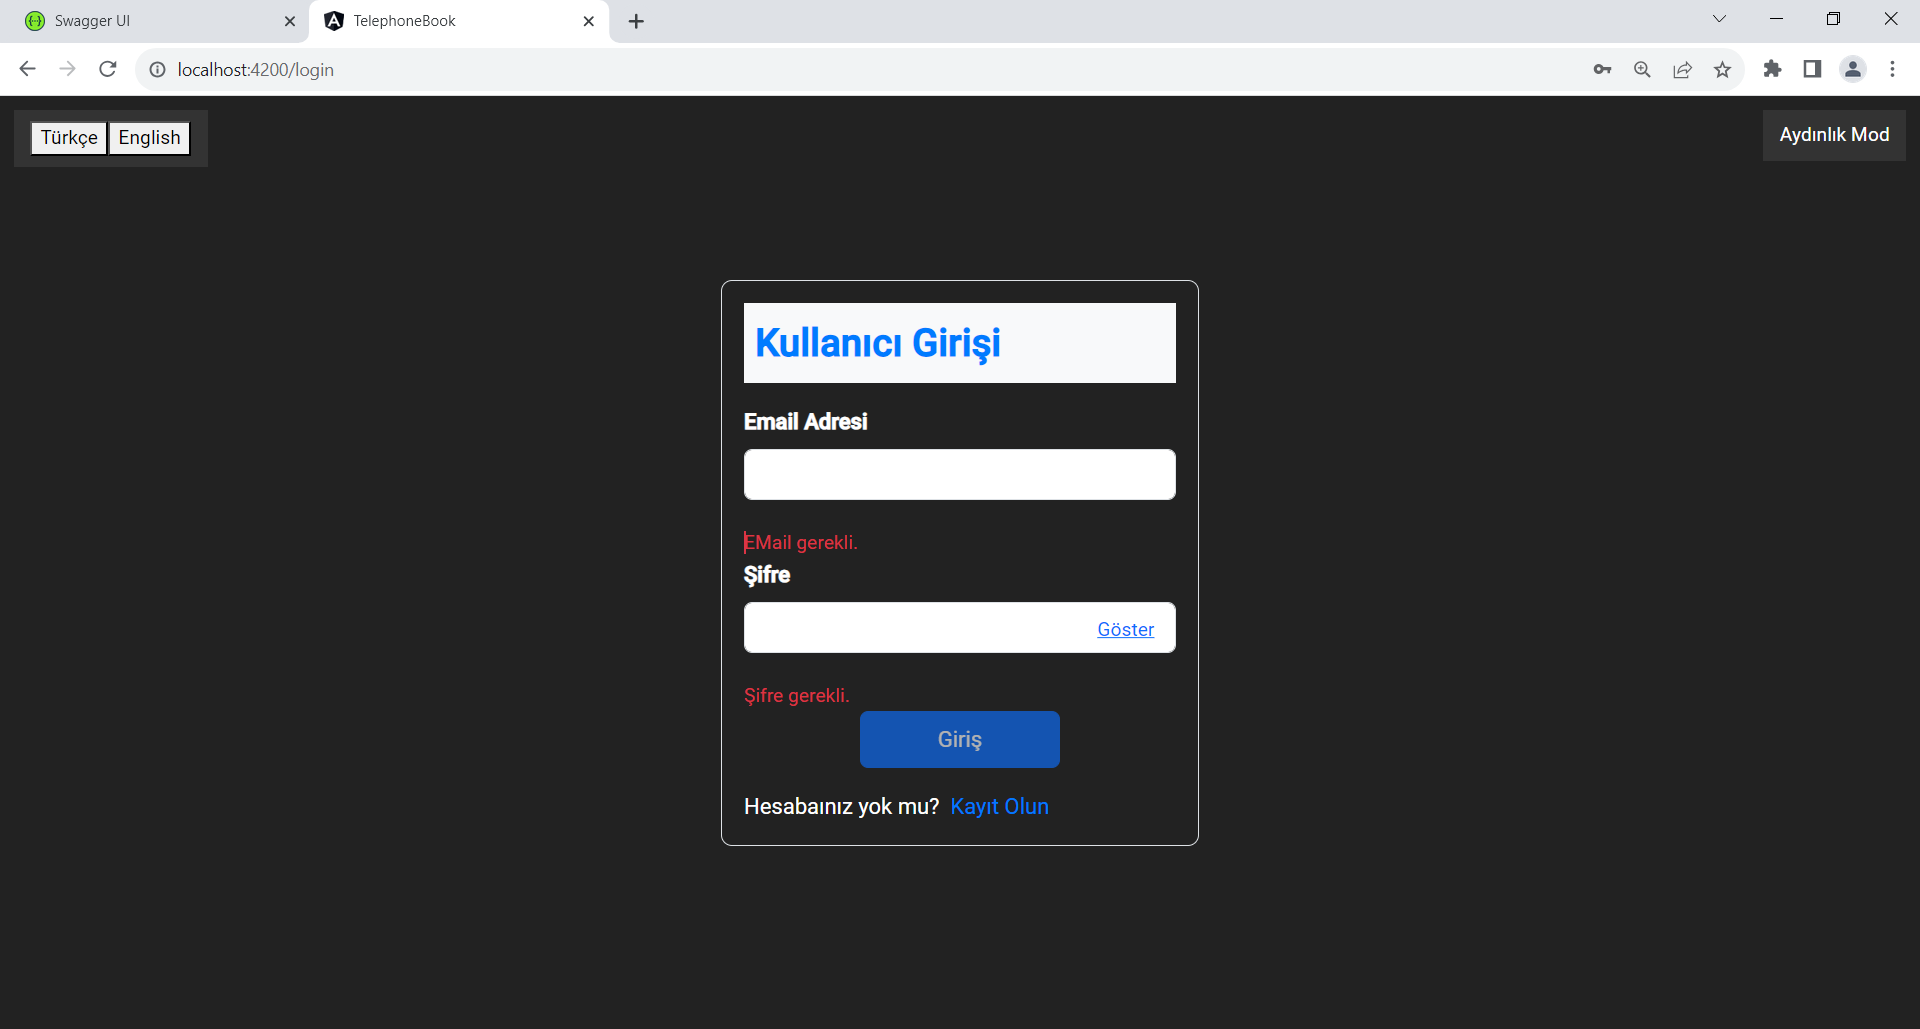 Swagger UI
TelephoneBook
localhost:4200/login
Türkçe English
Aydınlık Mod
Kullanıcı Girişi
Email Adresi
EMail gerekli.
Şifre
Göster
Şifre gerekli.
Giriş
Hesabaınız yok mu? Kayıt Olun